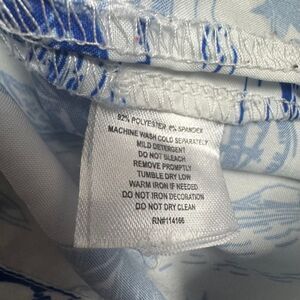 92% POLYESTER 8% SPANDEX
MACHINE WASH COLD SEPARATELY
MILD DETERGENT
DO NOT BLEACH
REMOVE PROMPTLY
TUMBLE DRY LOW
WARM IRON IF NEEDED
DO NOT IRON DECORATION
DO NOT DRY CLEAN
RN#114166